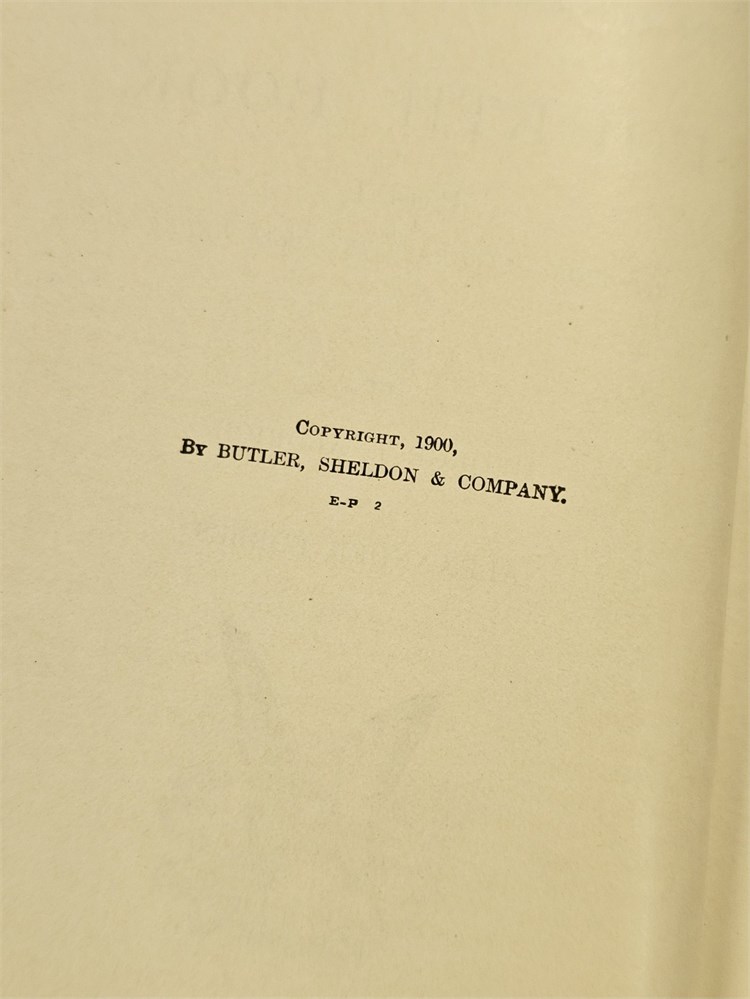 COPYRIGHT, 1900,
BY BUTLER, SHELDON & COMPANY.
E-P 2